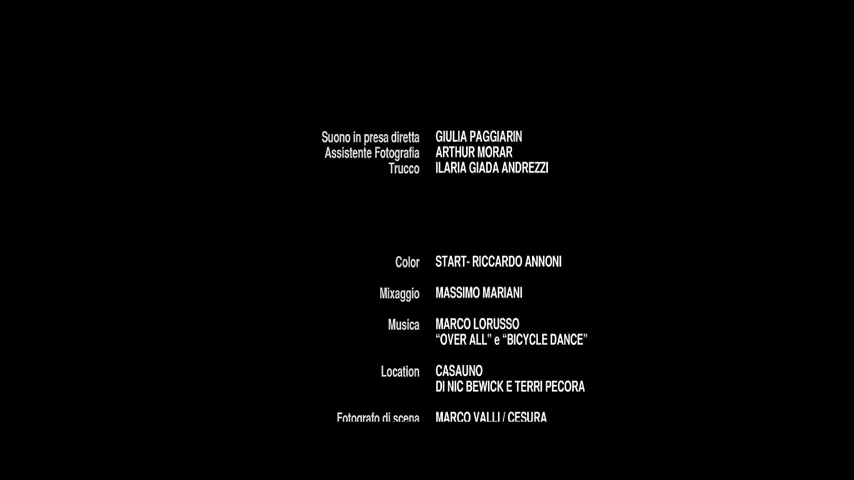 Suono in presa diretta GIULIA PAGGIARIN
Assistente Fotografia ARTHUR MORAR
Trucco ILARIA GIADA ANDREZZI
Color START- RICCARDO ANNONI
Mixaggio MASSIMO MARIANI
Musica MARCO LORUSSO
“OVER ALL” e “BICYCLE DANCE”
Location CASAUNO
DI NIC BEWICK E TERRI PECORA
Fotografo di scena MARCO VALLI / CESURA